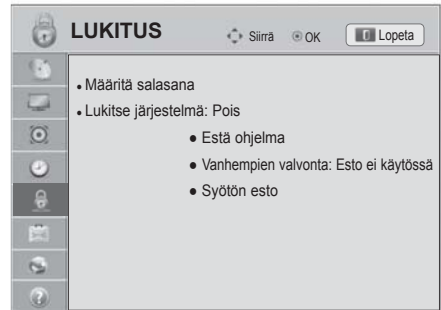 LUKITUS
Siirrä
OK
Lopeta
• Määritä salasana
• Lukitse järjestelmä: Pois
● Estä ohjelma
● Vanhempien valvonta: Esto ei käytössä
● Syötön esto